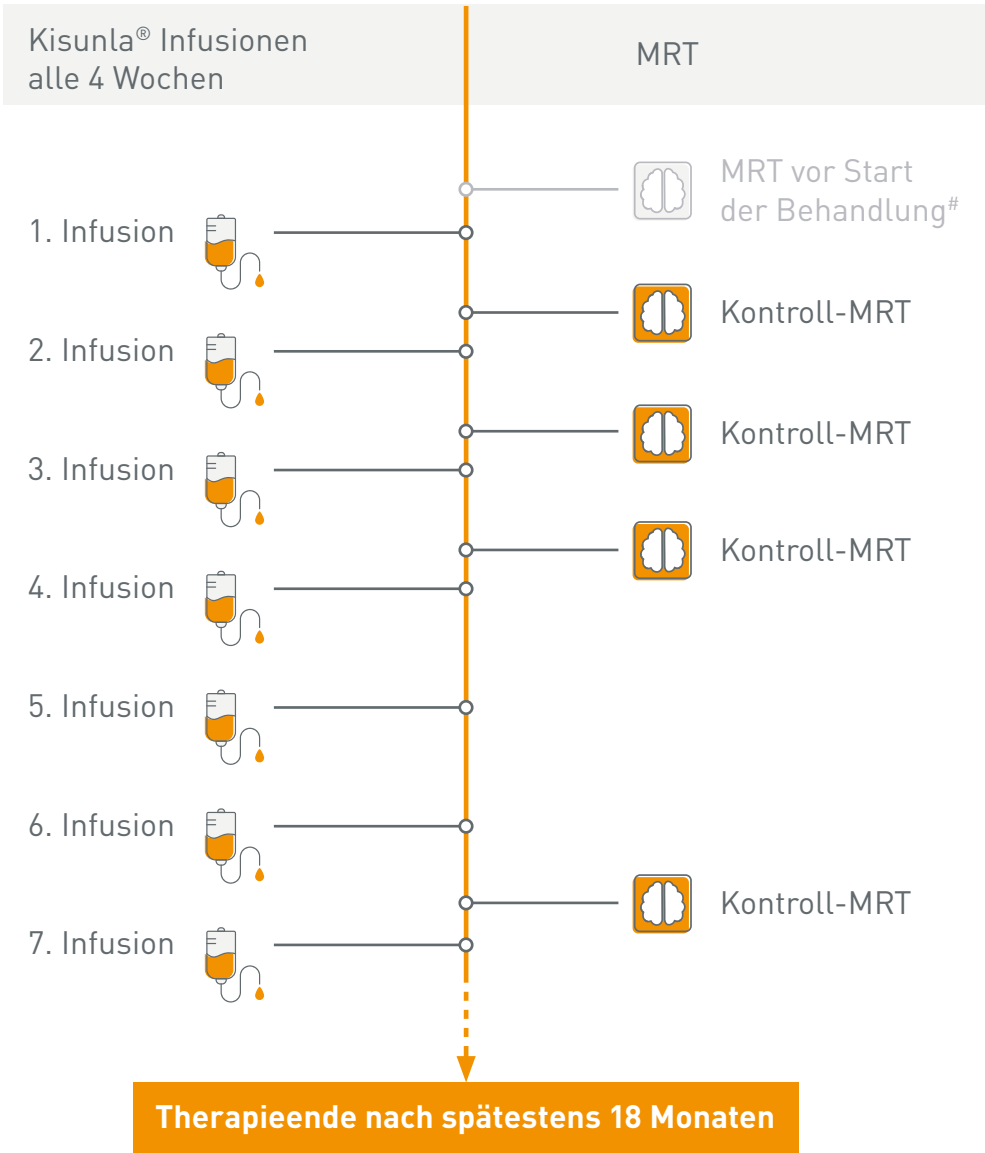 Kisunla® Infusionen
alle 4 Wochen
MRT
MRT vor Start
der Behandlung#
1. Infusion
Kontroll-MRT
2. Infusion
Kontroll-MRT
3. Infusion
Kontroll-MRT
4. Infusion
5. Infusion
6. Infusion
Kontroll-MRT
7. Infusion
Therapieende nach spätestens 18 Monaten